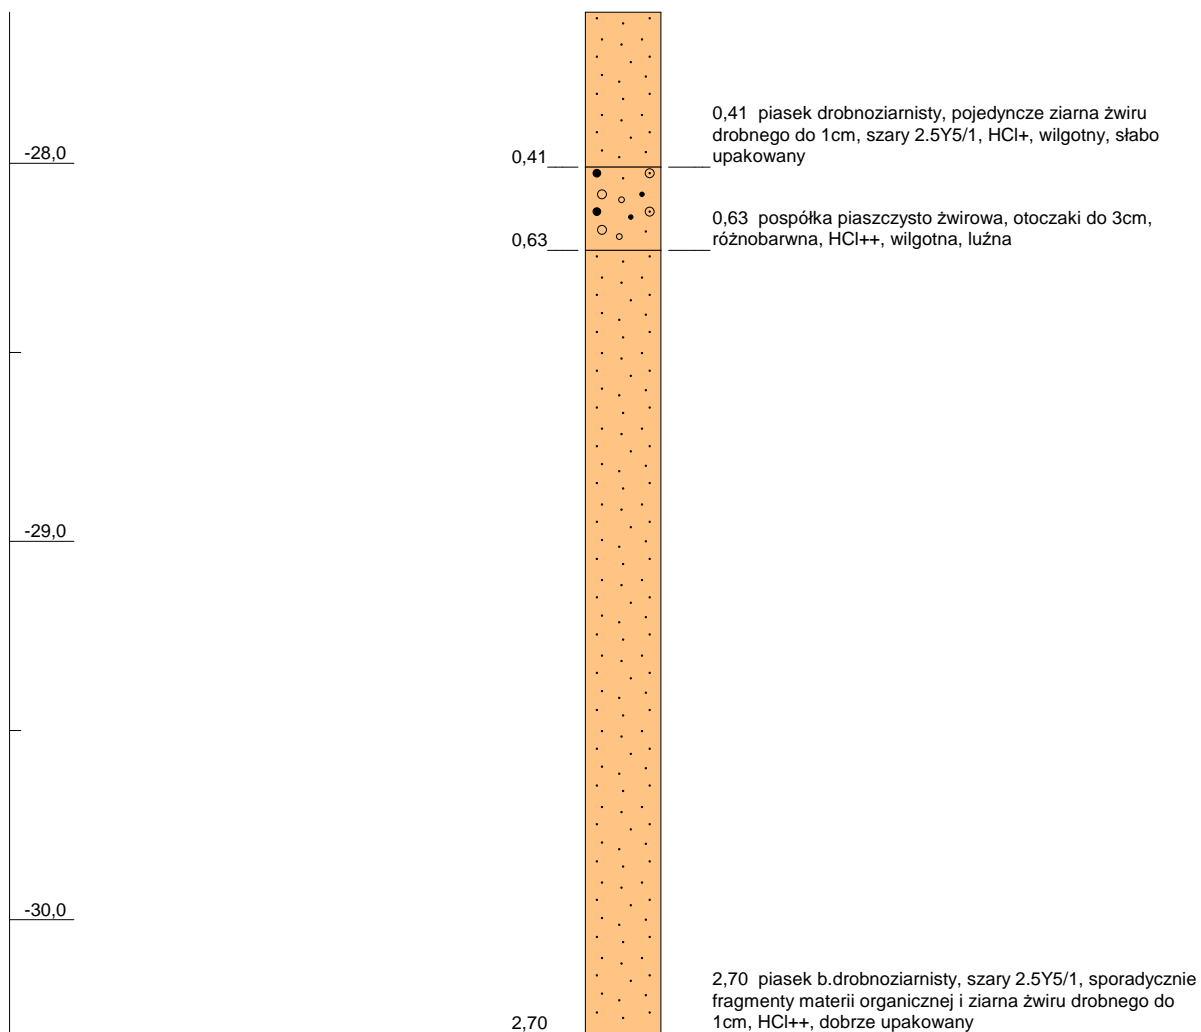 0,41 piasek drobnoziarnisty, pojedyncze ziarna żwiru
drobnego do 1cm, szary 2.5Y5/1, HCl+, wilgotny, słabo
upakowany
-28,0
0,41
0,63 pospółka piaszczysto żwirowa, otoczaki do 3cm,
różnobarwna, HCl++, wilgotna, luźna
0,63
-29,0
-30,0
2,70 piasek b.drobnoziarnisty, szary 2.5Y5/1, sporadycznie
fragmenty materii organicznej i ziarna żwiru drobnego do
1cm, HCl++, dobrze upakowany
2,70